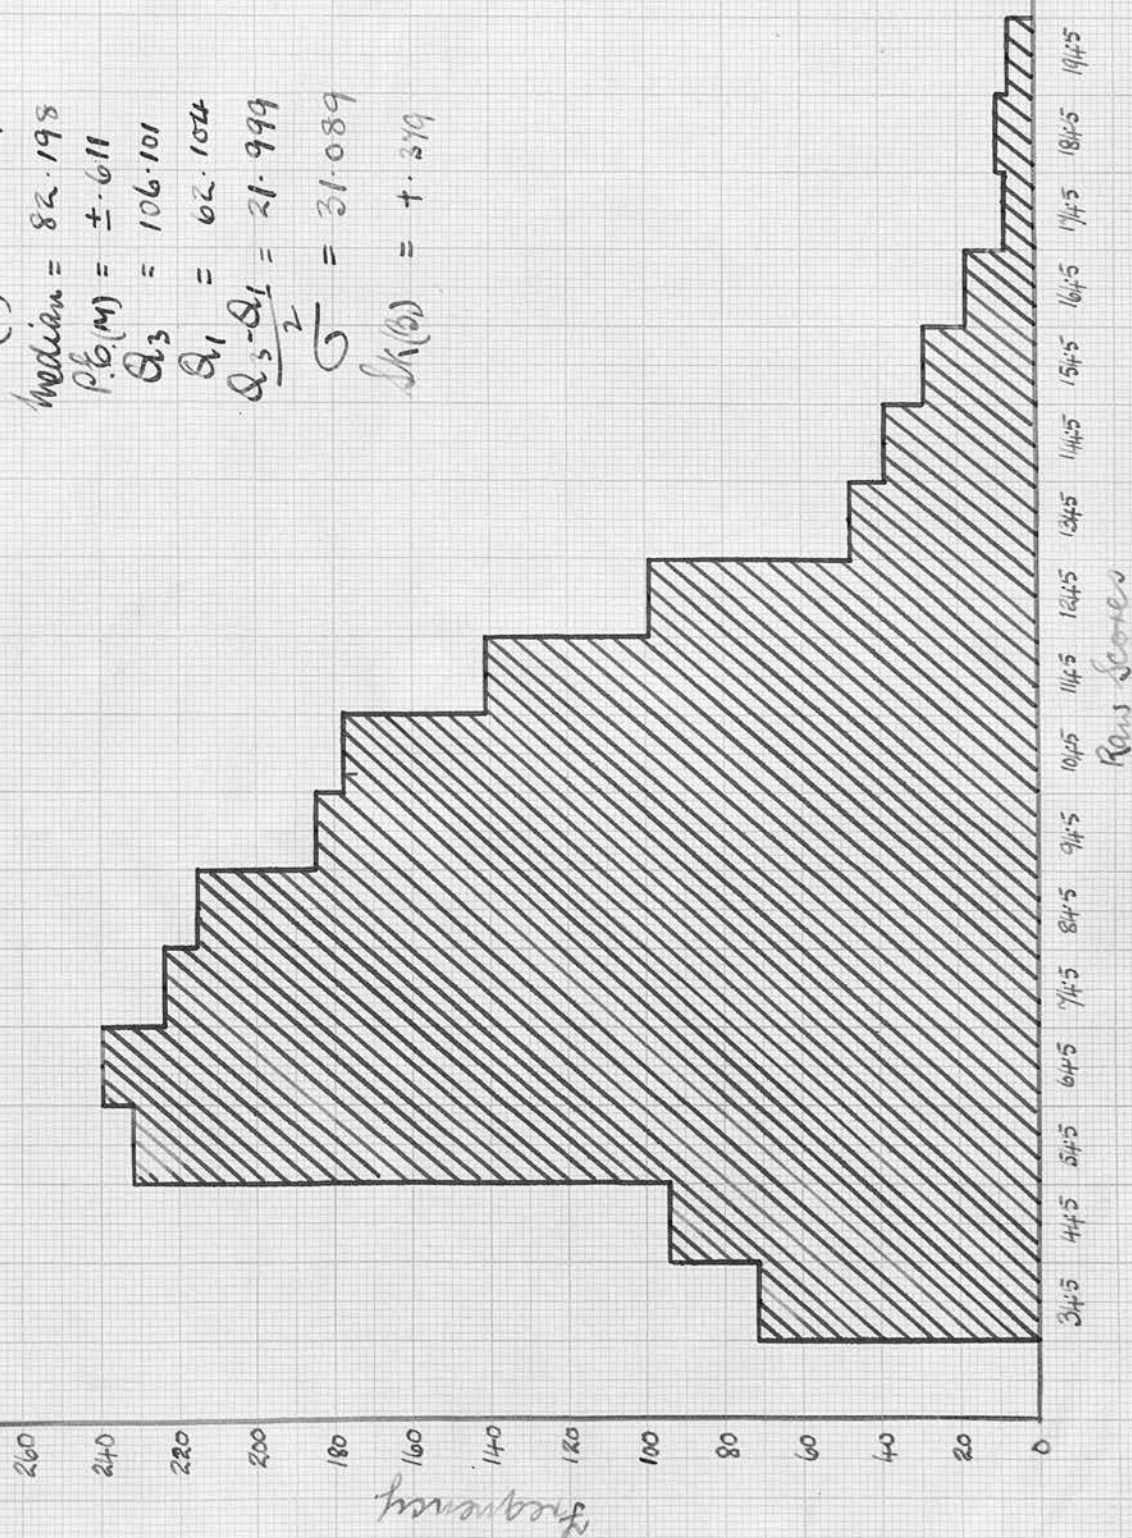 Median = 82.198
P.E.(M) = ±.611
Q3 = 106.101
Q1 = 62.104
Q3-Q1/2 = 21.999
σ = 31.089
SK(B) = +.349
Frequency
260
240
220
200
180
160
140
120
100
80
60
40
20
0
34.5 44.5 54.5 64.5 74.5 84.5 94.5 104.5 114.5 124.5 134.5 144.5 154.5 164.5 174.5 184.5 194.5
Raw Scores